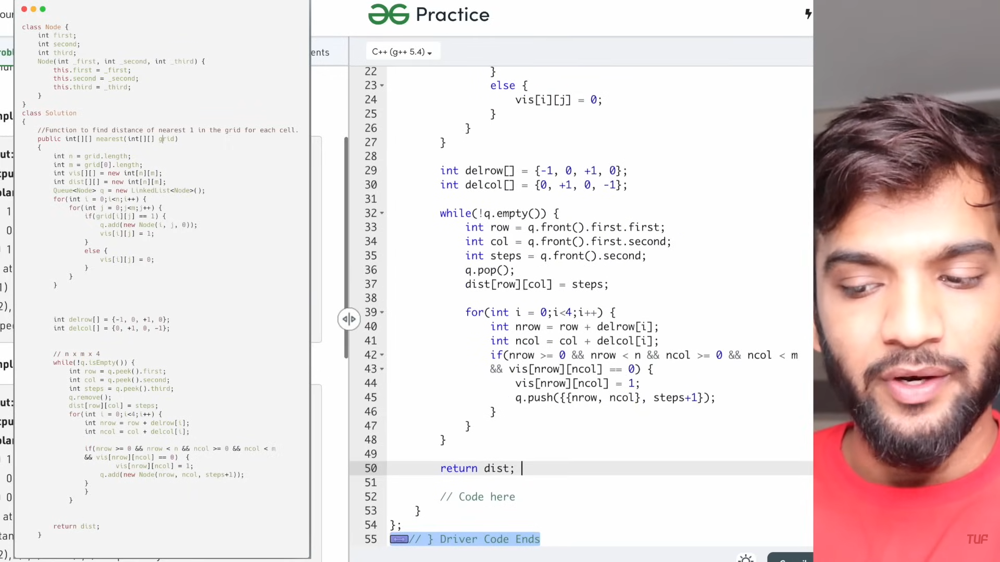 class Node {
int first;
int second;
int third;
Node(int _first, int _second, int _third) {
this.first = _first;
this.second = _second;
this.third = _third;
}
}
class Solution
{
//Function to find distance of nearest 1 in the grid for each cell.
public int[][] nearest(int[][] grid)
{
int n = grid.length;
int m = grid[0].length;
int vis[][] = new int[n][m];
int dist[][] = new int[n][m];
Queue<Node> q = new LinkedList<Node>();
for(int i = 0;i<n;i++) {
for(int j = 0;j<m;j++) {
if(grid[i][j] == 1) {
q.add(new Node(i, j, 0));
vis[i][j] = 1;
}
else {
vis[i][j] = 0;
}
}
}
int delrow[] = {-1, 0, +1, 0};
int delcol[] = {0, +1, 0, -1};
// n x m x 4
while(!q.isEmpty()) {
int row = q.peek().first;
int col = q.peek().second;
int steps = q.peek().third;
q.remove();
dist[row][col] = steps;
for(int i = 0;i<4;i++) {
int nrow = row + delrow[i];
int ncol = col + delcol[i];
if(nrow >= 0 && nrow < n && ncol >= 0 && ncol < m
&& vis[nrow][ncol] == 0) {
vis[nrow][ncol] = 1;
q.add(new Node(nrow, ncol, steps+1));
}
}
}
return dist;
}
ents
Practice
C++ (g++ 5.4)
22 }
23 else {
24 vis[i][j] = 0;
25 }
26 }
27 }
28
29 int delrow[] = {-1, 0, +1, 0};
30 int delcol[] = {0, +1, 0, -1};
31
32 while(!q.empty()) {
33 int row = q.front().first.first;
34 int col = q.front().first.second;
35 int steps = q.front().second;
36 q.pop();
37 dist[row][col] = steps;
38
39 for(int i = 0;i<4;i++) {
40 int nrow = row + delrow[i];
41 int ncol = col + delcol[i];
42 if(nrow >= 0 && nrow < n && ncol >= 0 && ncol < m
43 && vis[nrow][ncol] == 0) {
44 vis[nrow][ncol] = 1;
45 q.push({{nrow, ncol}, steps+1});
46 }
47 }
48 }
49
50 return dist;
51
52 // Code here
53 }
54 };
55 // } Driver Code Ends
TUF